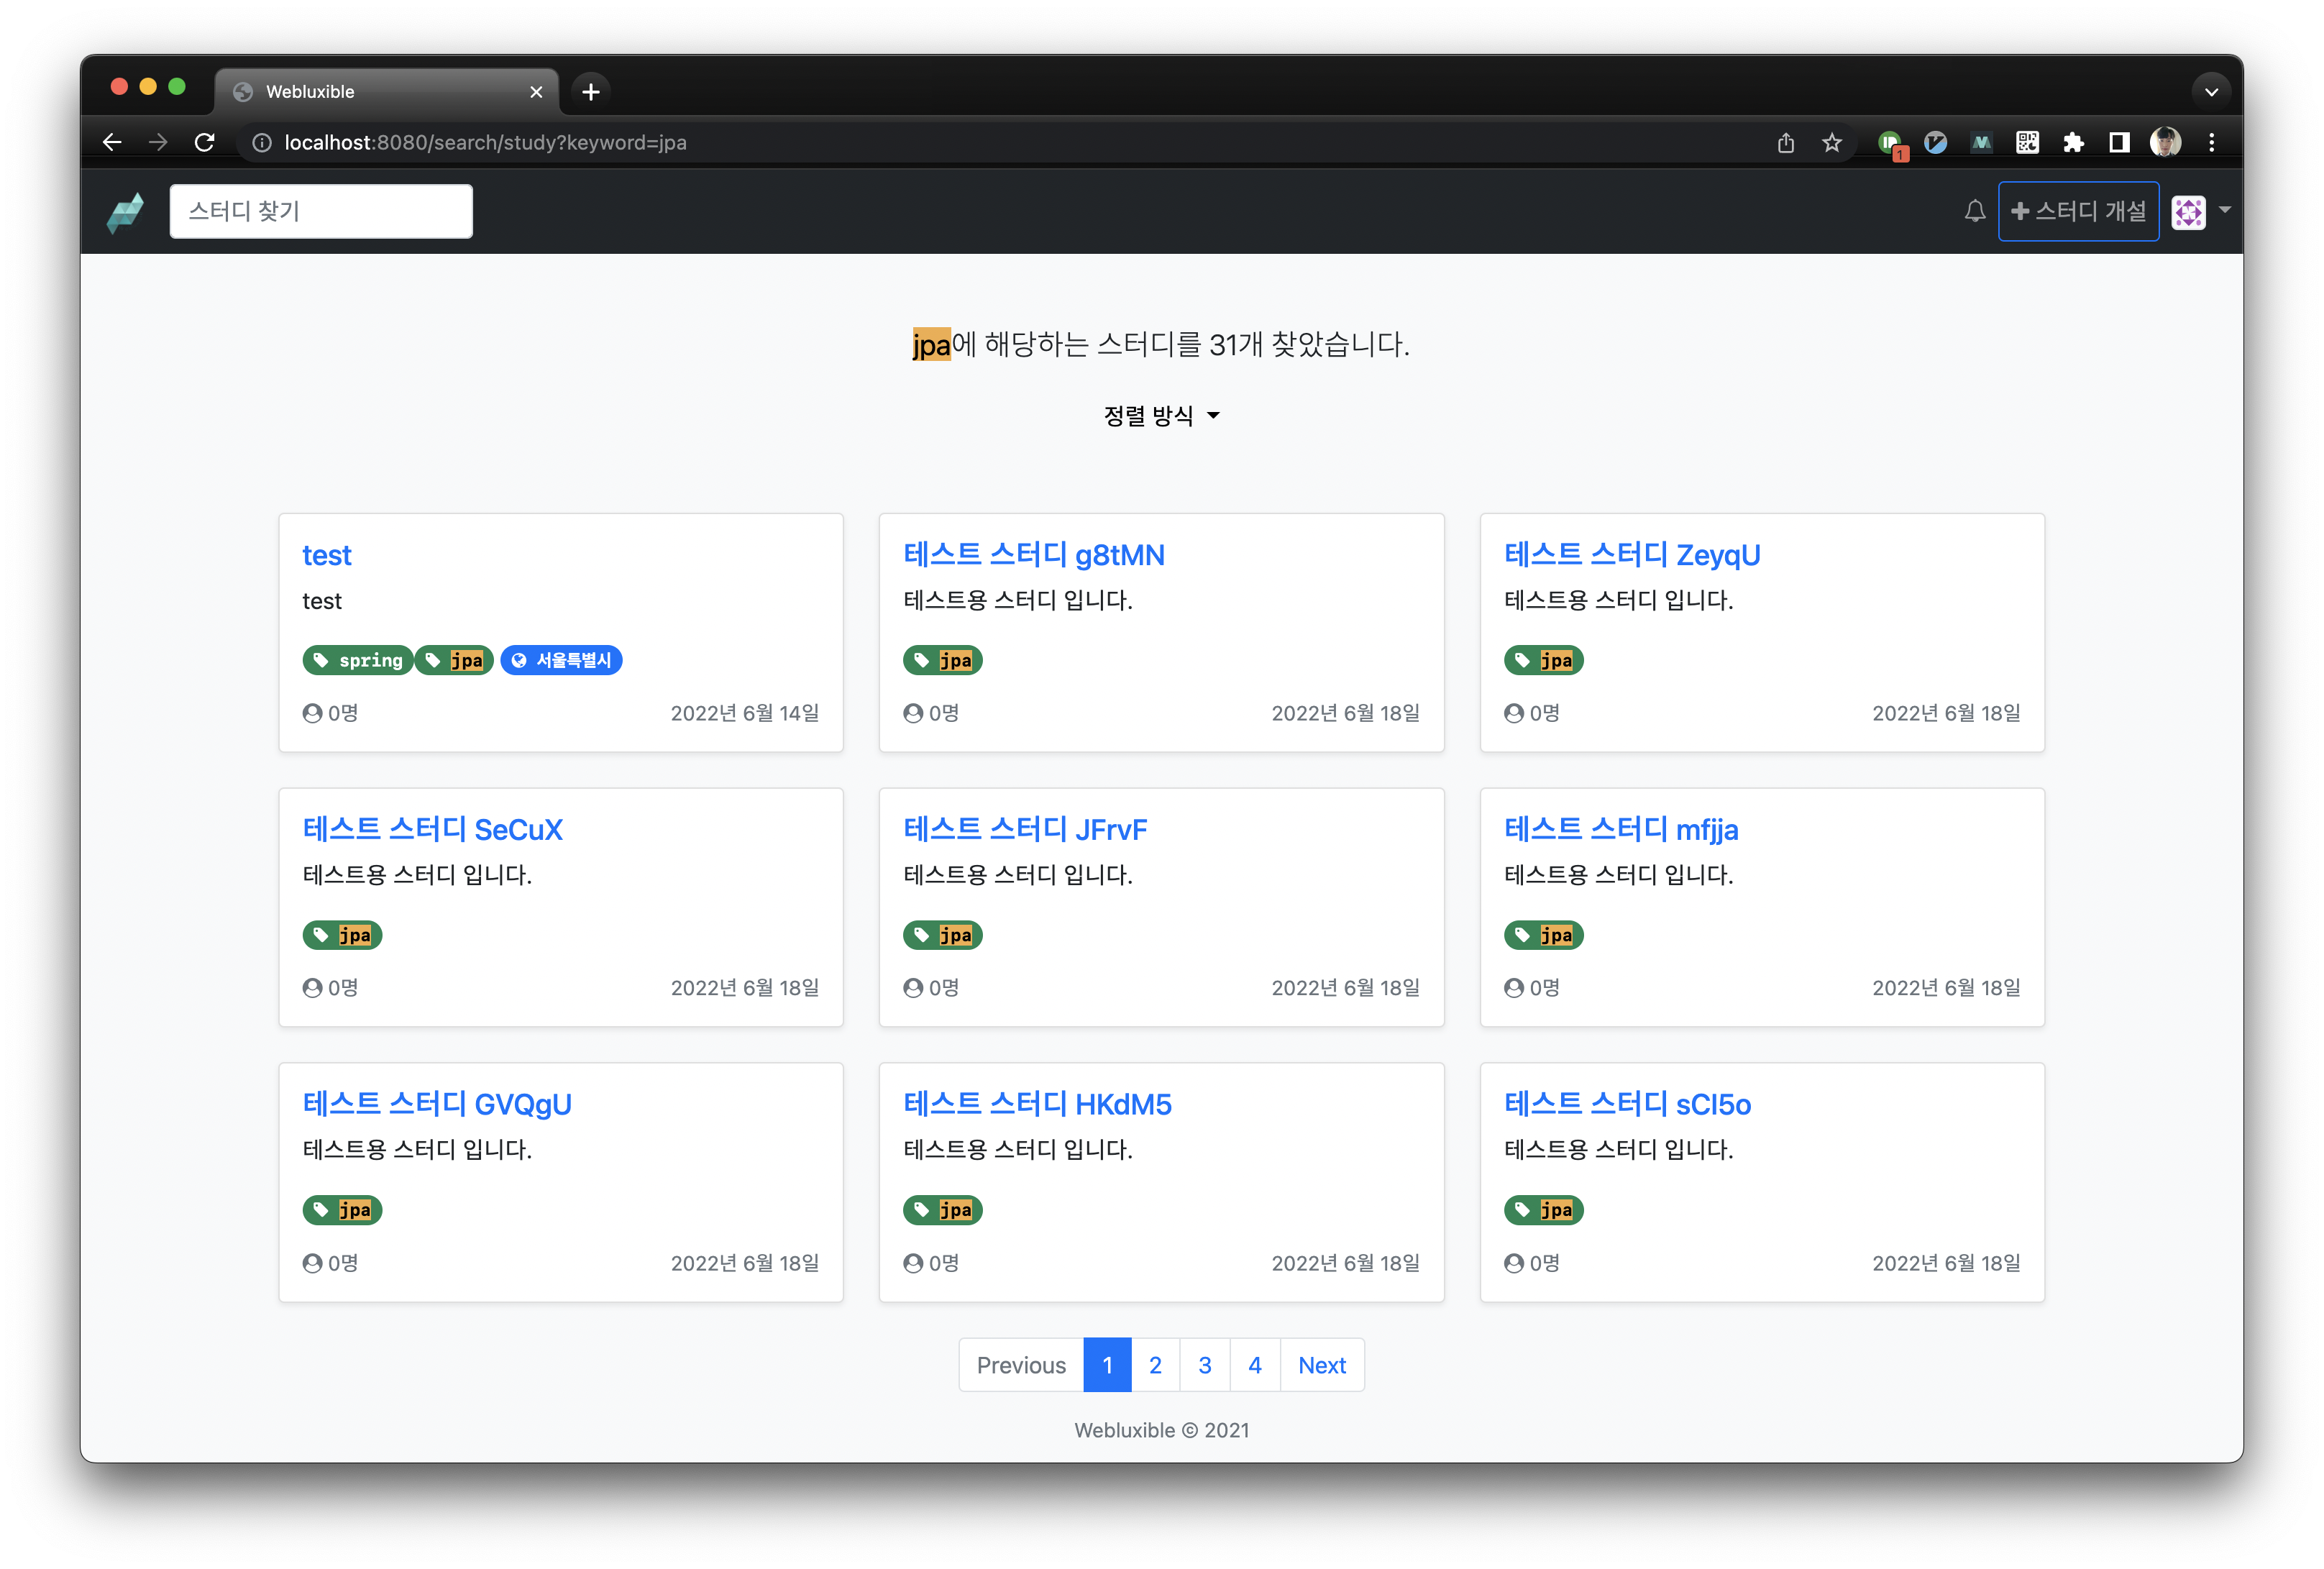 Webluxible
localhost:8080/search/study?keyword=jpa
1
스터디 찾기
스터디 개설
jpa에 해당하는 스터디를 31개 찾았습니다.
정렬 방식
test
test
spring jpa 서울특별시
0명 2022년 6월 14일
테스트 스터디 g8tMN
테스트용 스터디 입니다.
jpa
0명 2022년 6월 18일
테스트 스터디 ZeyqU
테스트용 스터디 입니다.
jpa
0명 2022년 6월 18일
테스트 스터디 SeCuX
테스트용 스터디 입니다.
jpa
0명 2022년 6월 18일
테스트 스터디 JFrvF
테스트용 스터디 입니다.
jpa
0명 2022년 6월 18일
테스트 스터디 mfjja
테스트용 스터디 입니다.
jpa
0명 2022년 6월 18일
테스트 스터디 GVQgU
테스트용 스터디 입니다.
jpa
0명 2022년 6월 18일
테스트 스터디 HKdM5
테스트용 스터디 입니다.
jpa
0명 2022년 6월 18일
테스트 스터디 sCI5o
테스트용 스터디 입니다.
jpa
0명 2022년 6월 18일
Previous 1 2 3 4 Next
Webluxible © 2021